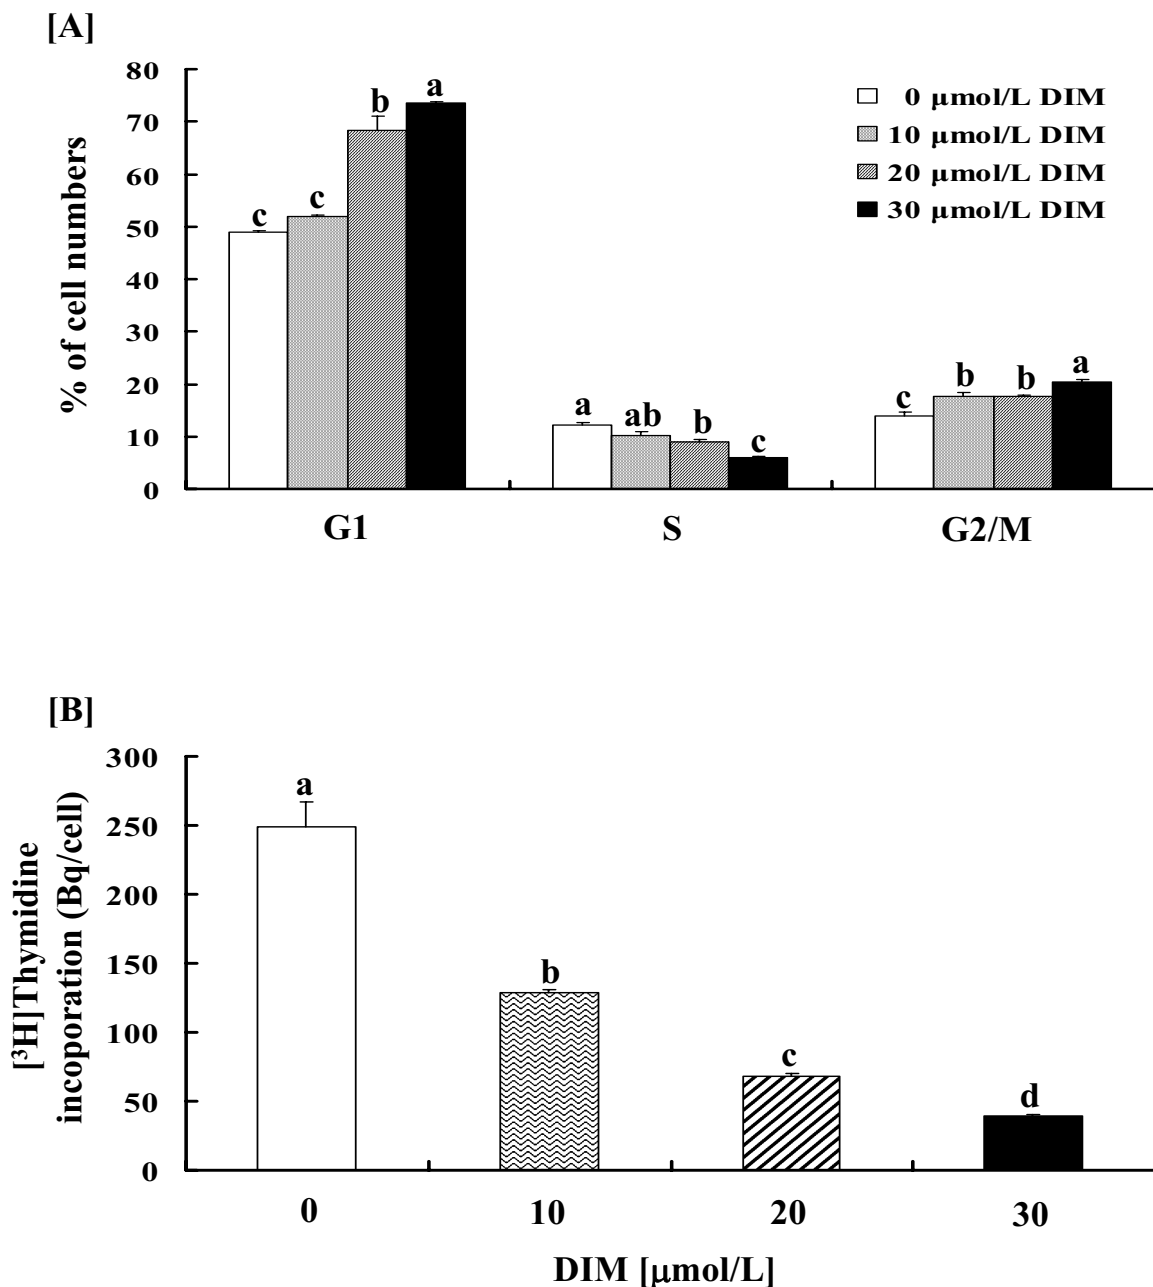 [A]
80
70
60
50
40
30
20
10
0
% of cell numbers
c c b a
a ab b c
c b b a
0 μmol/L DIM
10 μmol/L DIM
20 μmol/L DIM
30 μmol/L DIM
G1 S G2/M
[B]
300
250
200
150
100
50
0
[³H]Thymidine
incoporation (Bq/cell)
a b c d
0 10 20 30
DIM [μmol/L]